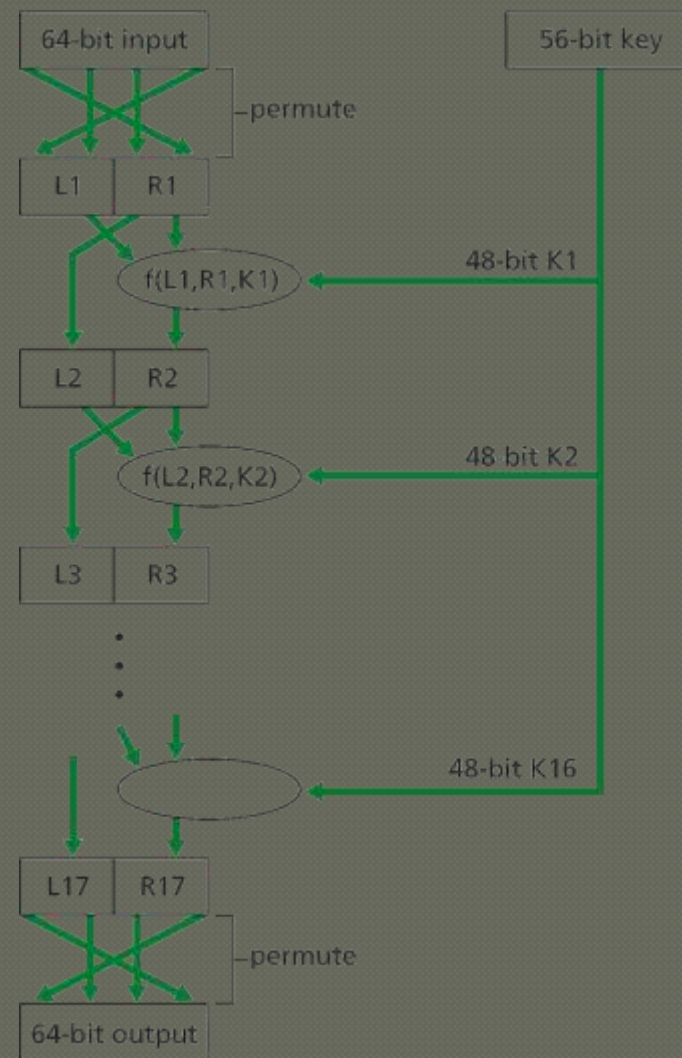 64-bit input
56-bit key
permute
L1 R1
48-bit K1
f(L1,R1,K1)
L2 R2
48-bit K2
f(L2,R2,K2)
L3 R3
48-bit K16
L17 R17
permute
64-bit output